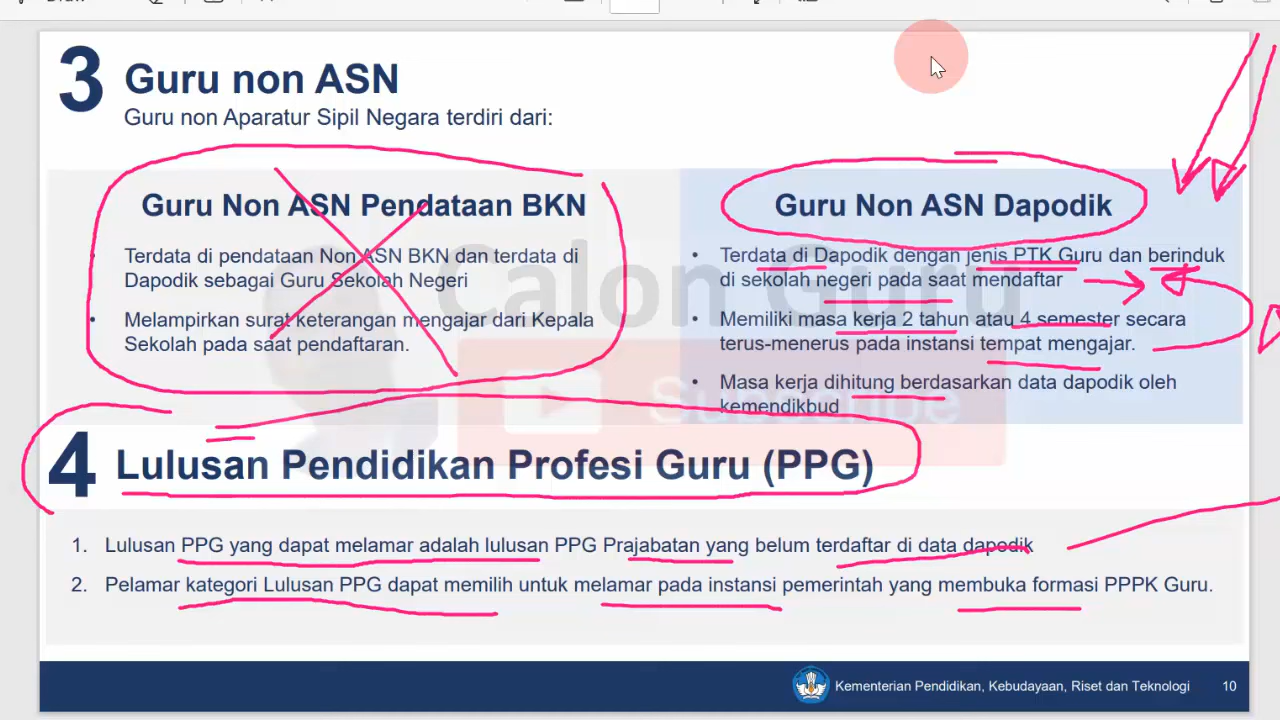 Draw
3 Guru non ASN
Guru non Aparatur Sipil Negara terdiri dari:
Guru Non ASN Pendataan BKN
• Terdata di pendataan Non ASN BKN dan terdata di
Dapodik sebagai Guru Sekolah Negeri
• Melampirkan surat keterangan mengajar dari Kepala
Sekolah pada saat pendaftaran.
Guru Non ASN Dapodik
• Terdata di Dapodik dengan jenis PTK Guru dan berinduk
di sekolah negeri pada saat mendaftar
• Memiliki masa kerja 2 tahun atau 4 semester secara
terus-menerus pada instansi tempat mengajar.
• Masa kerja dihitung berdasarkan data dapodik oleh
kemendikbud
Calon Guru
Subscribe
4 Lulusan Pendidikan Profesi Guru (PPG)
1. Lulusan PPG yang dapat melamar adalah lulusan PPG Prajabatan yang belum terdaftar di data dapodik
2. Pelamar kategori Lulusan PPG dapat memilih untuk melamar pada instansi pemerintah yang membuka formasi PPPK Guru.
Kementerian Pendidikan, Kebudayaan, Riset dan Teknologi 10